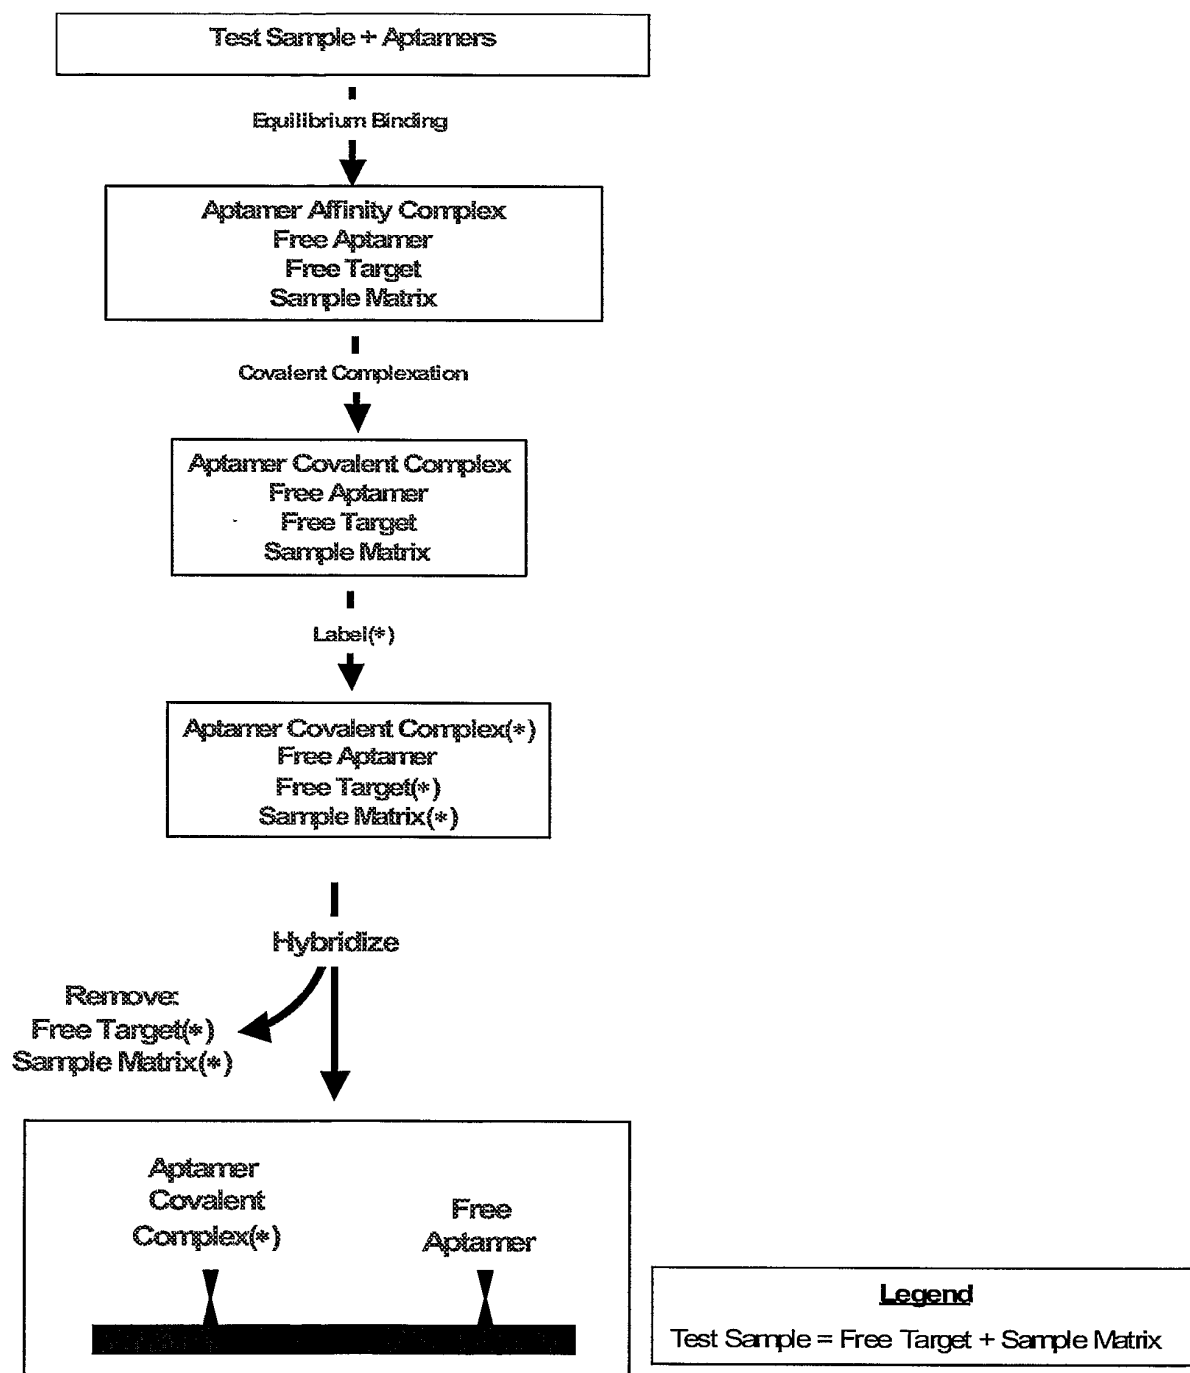 Test Sample + Aptamers
Equilibrium Binding
Aptamer Affinity Complex
Free Aptamer
Free Target
Sample Matrix
Covalent Complexation
Aptamer Covalent Complex
Free Aptamer
Free Target
Sample Matrix
Label(*)
Aptamer Covalent Complex(*)
Free Aptamer
Free Target(*)
Sample Matrix(*)
Hybridize
Remove:
Free Target(*)
Sample Matrix(*)
Aptamer
Covalent
Complex(*)
Free
Aptamer
Legend
Test Sample = Free Target + Sample Matrix